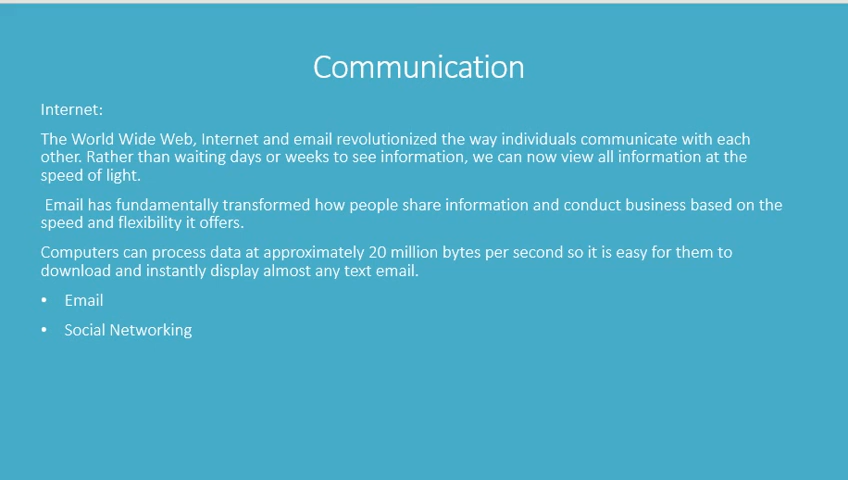 Communication
Internet:
The World Wide Web, Internet and email revolutionized the way individuals communicate with each
other. Rather than waiting days or weeks to see information, we can now view all information at the
speed of light.
Email has fundamentally transformed how people share information and conduct business based on the
speed and flexibility it offers.
Computers can process data at approximately 20 million bytes per second so it is easy for them to
download and instantly display almost any text email.
• Email
• Social Networking